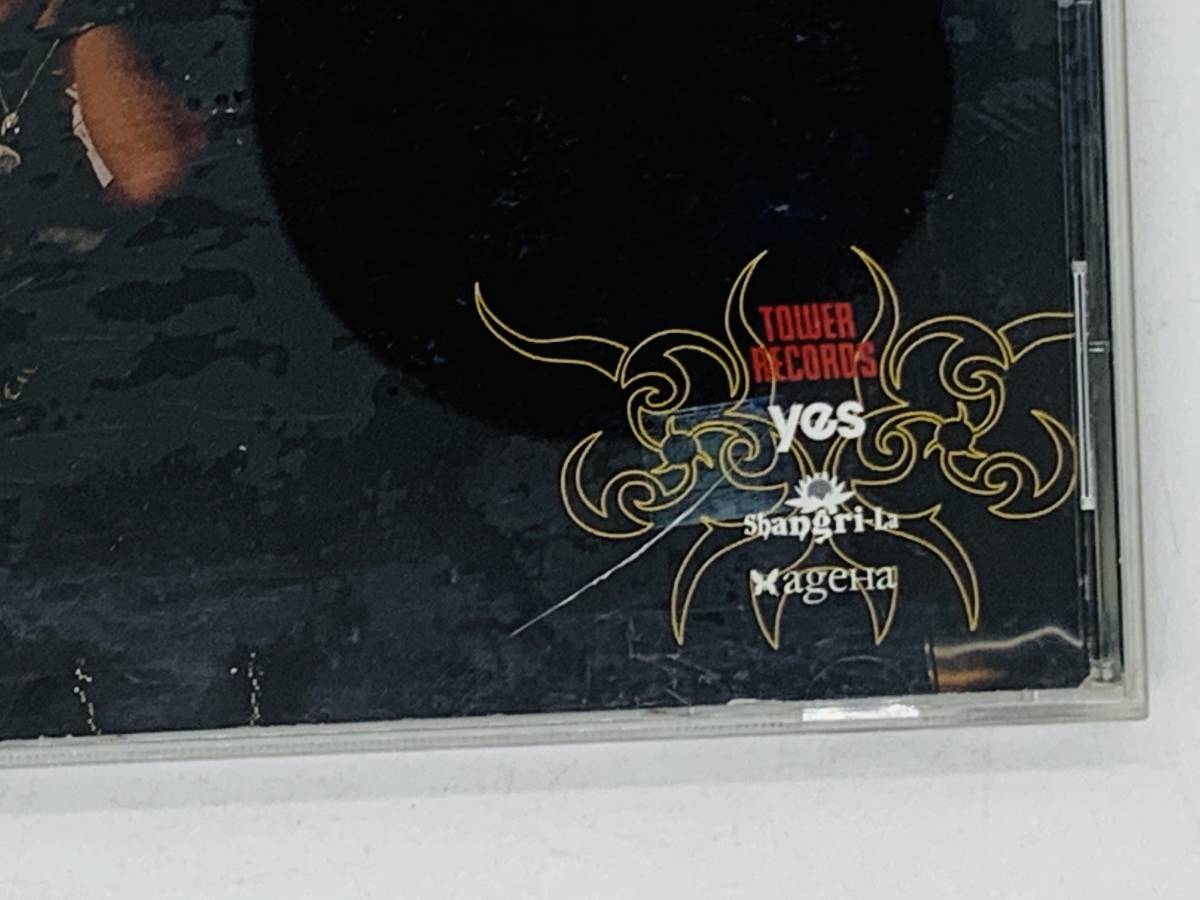 TOWER
RECORDS
yes
Shangri-La
ageHa